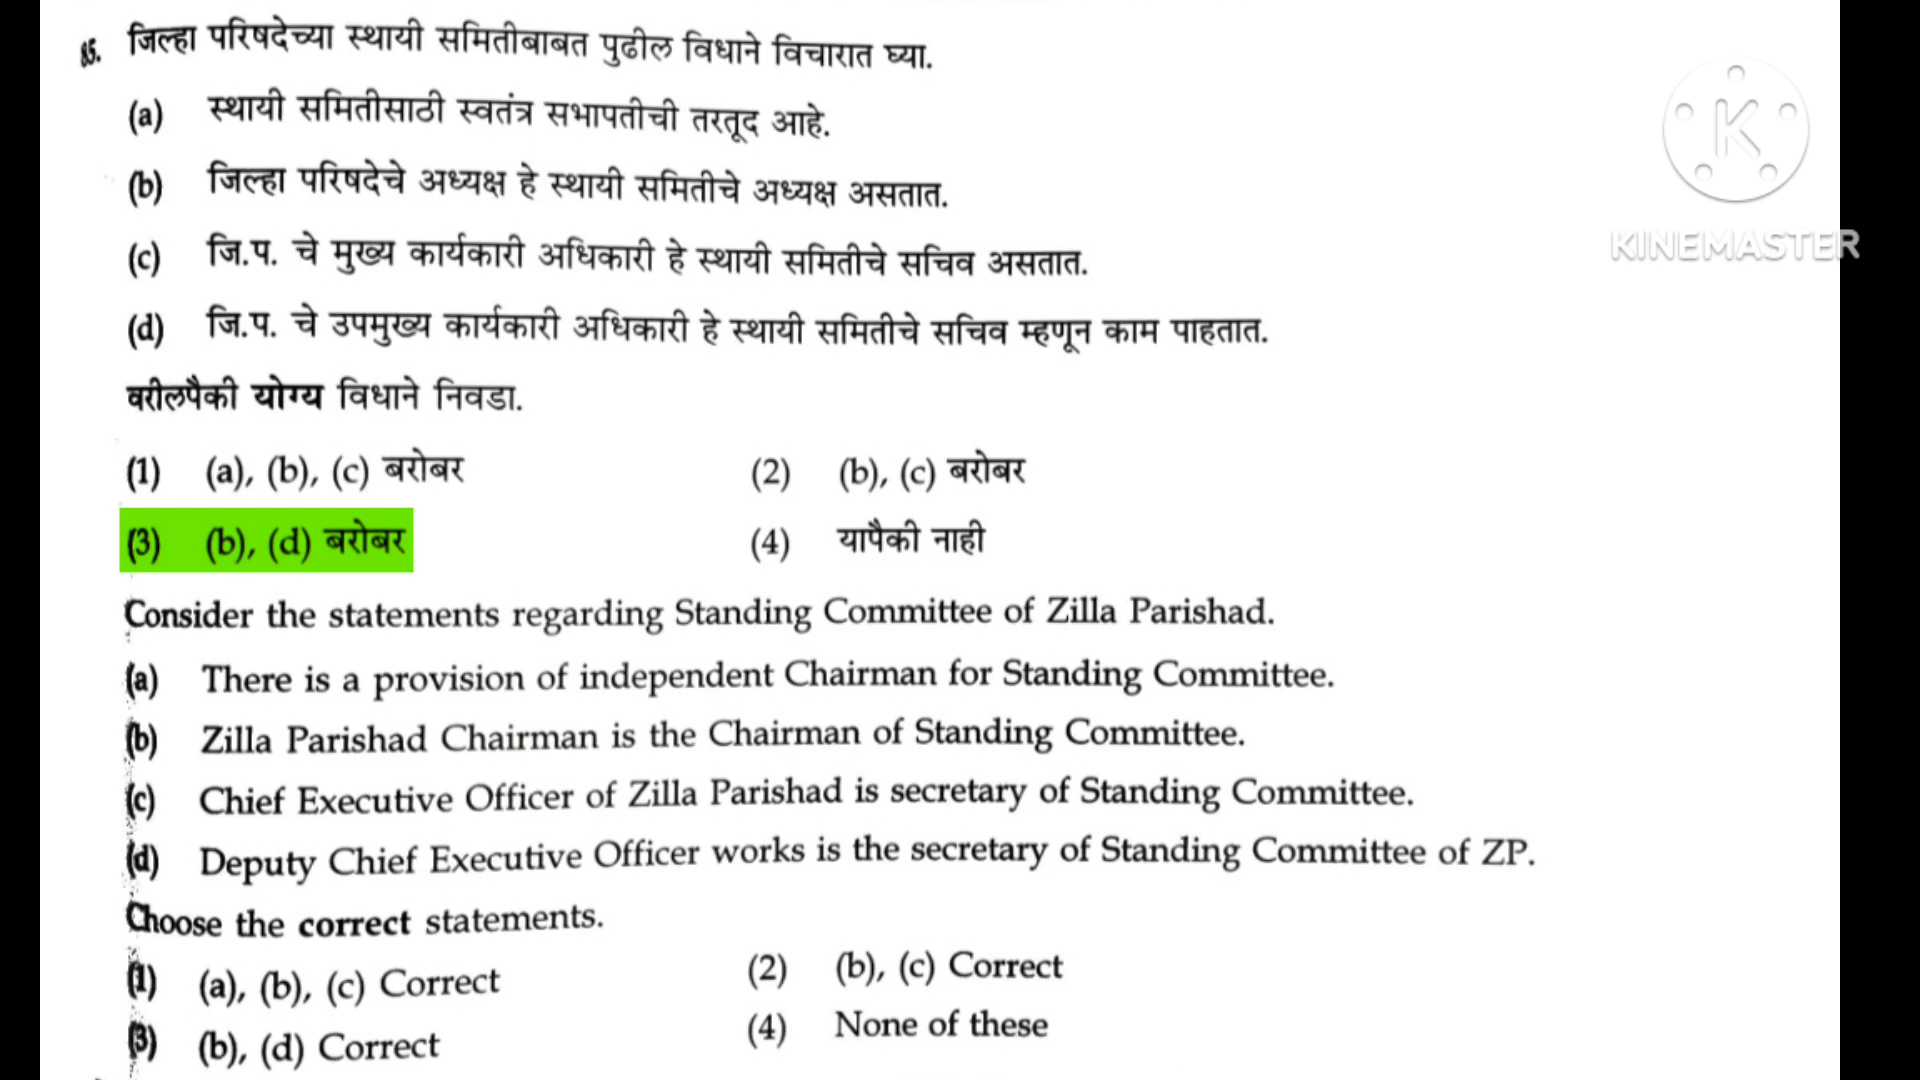 85. जिल्हा परिषदेच्या स्थायी समितीबाबत पुढील विधाने विचारात घ्या.
(a) स्थायी समितीसाठी स्वतंत्र सभापतीची तरतूद आहे.
(b) जिल्हा परिषदेचे अध्यक्ष हे स्थायी समितीचे अध्यक्ष असतात.
(c) जि.प. चे मुख्य कार्यकारी अधिकारी हे स्थायी समितीचे सचिव असतात.
(d) जि.प. चे उपमुख्य कार्यकारी अधिकारी हे स्थायी समितीचे सचिव म्हणून काम पाहतात.
वरीलपैकी योग्य विधाने निवडा.
(1) (a), (b), (c) बरोबर (2) (b), (c) बरोबर
(3) (b), (d) बरोबर (4) यापैकी नाही
Consider the statements regarding Standing Committee of Zilla Parishad.
(a) There is a provision of independent Chairman for Standing Committee.
(b) Zilla Parishad Chairman is the Chairman of Standing Committee.
(c) Chief Executive Officer of Zilla Parishad is secretary of Standing Committee.
(d) Deputy Chief Executive Officer works is the secretary of Standing Committee of ZP.
Choose the correct statements.
(1) (a), (b), (c) Correct (2) (b), (c) Correct
(3) (b), (d) Correct (4) None of these
K
KINEMASTER